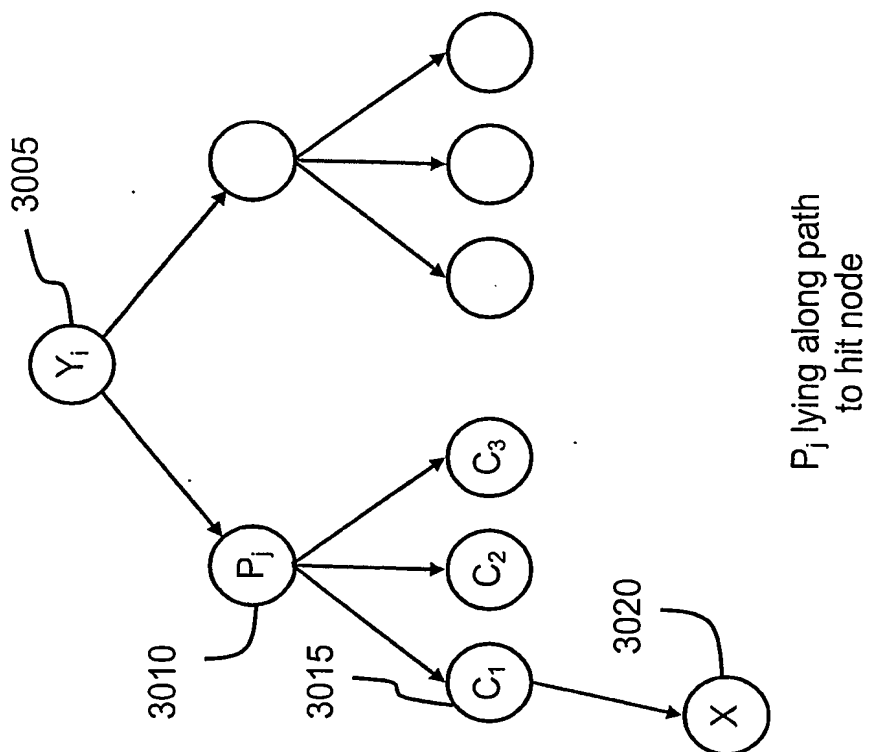 3005
Yi
3010
Pj
3015
C1
C2
C3
3020
X
Pj lying along path
to hit node